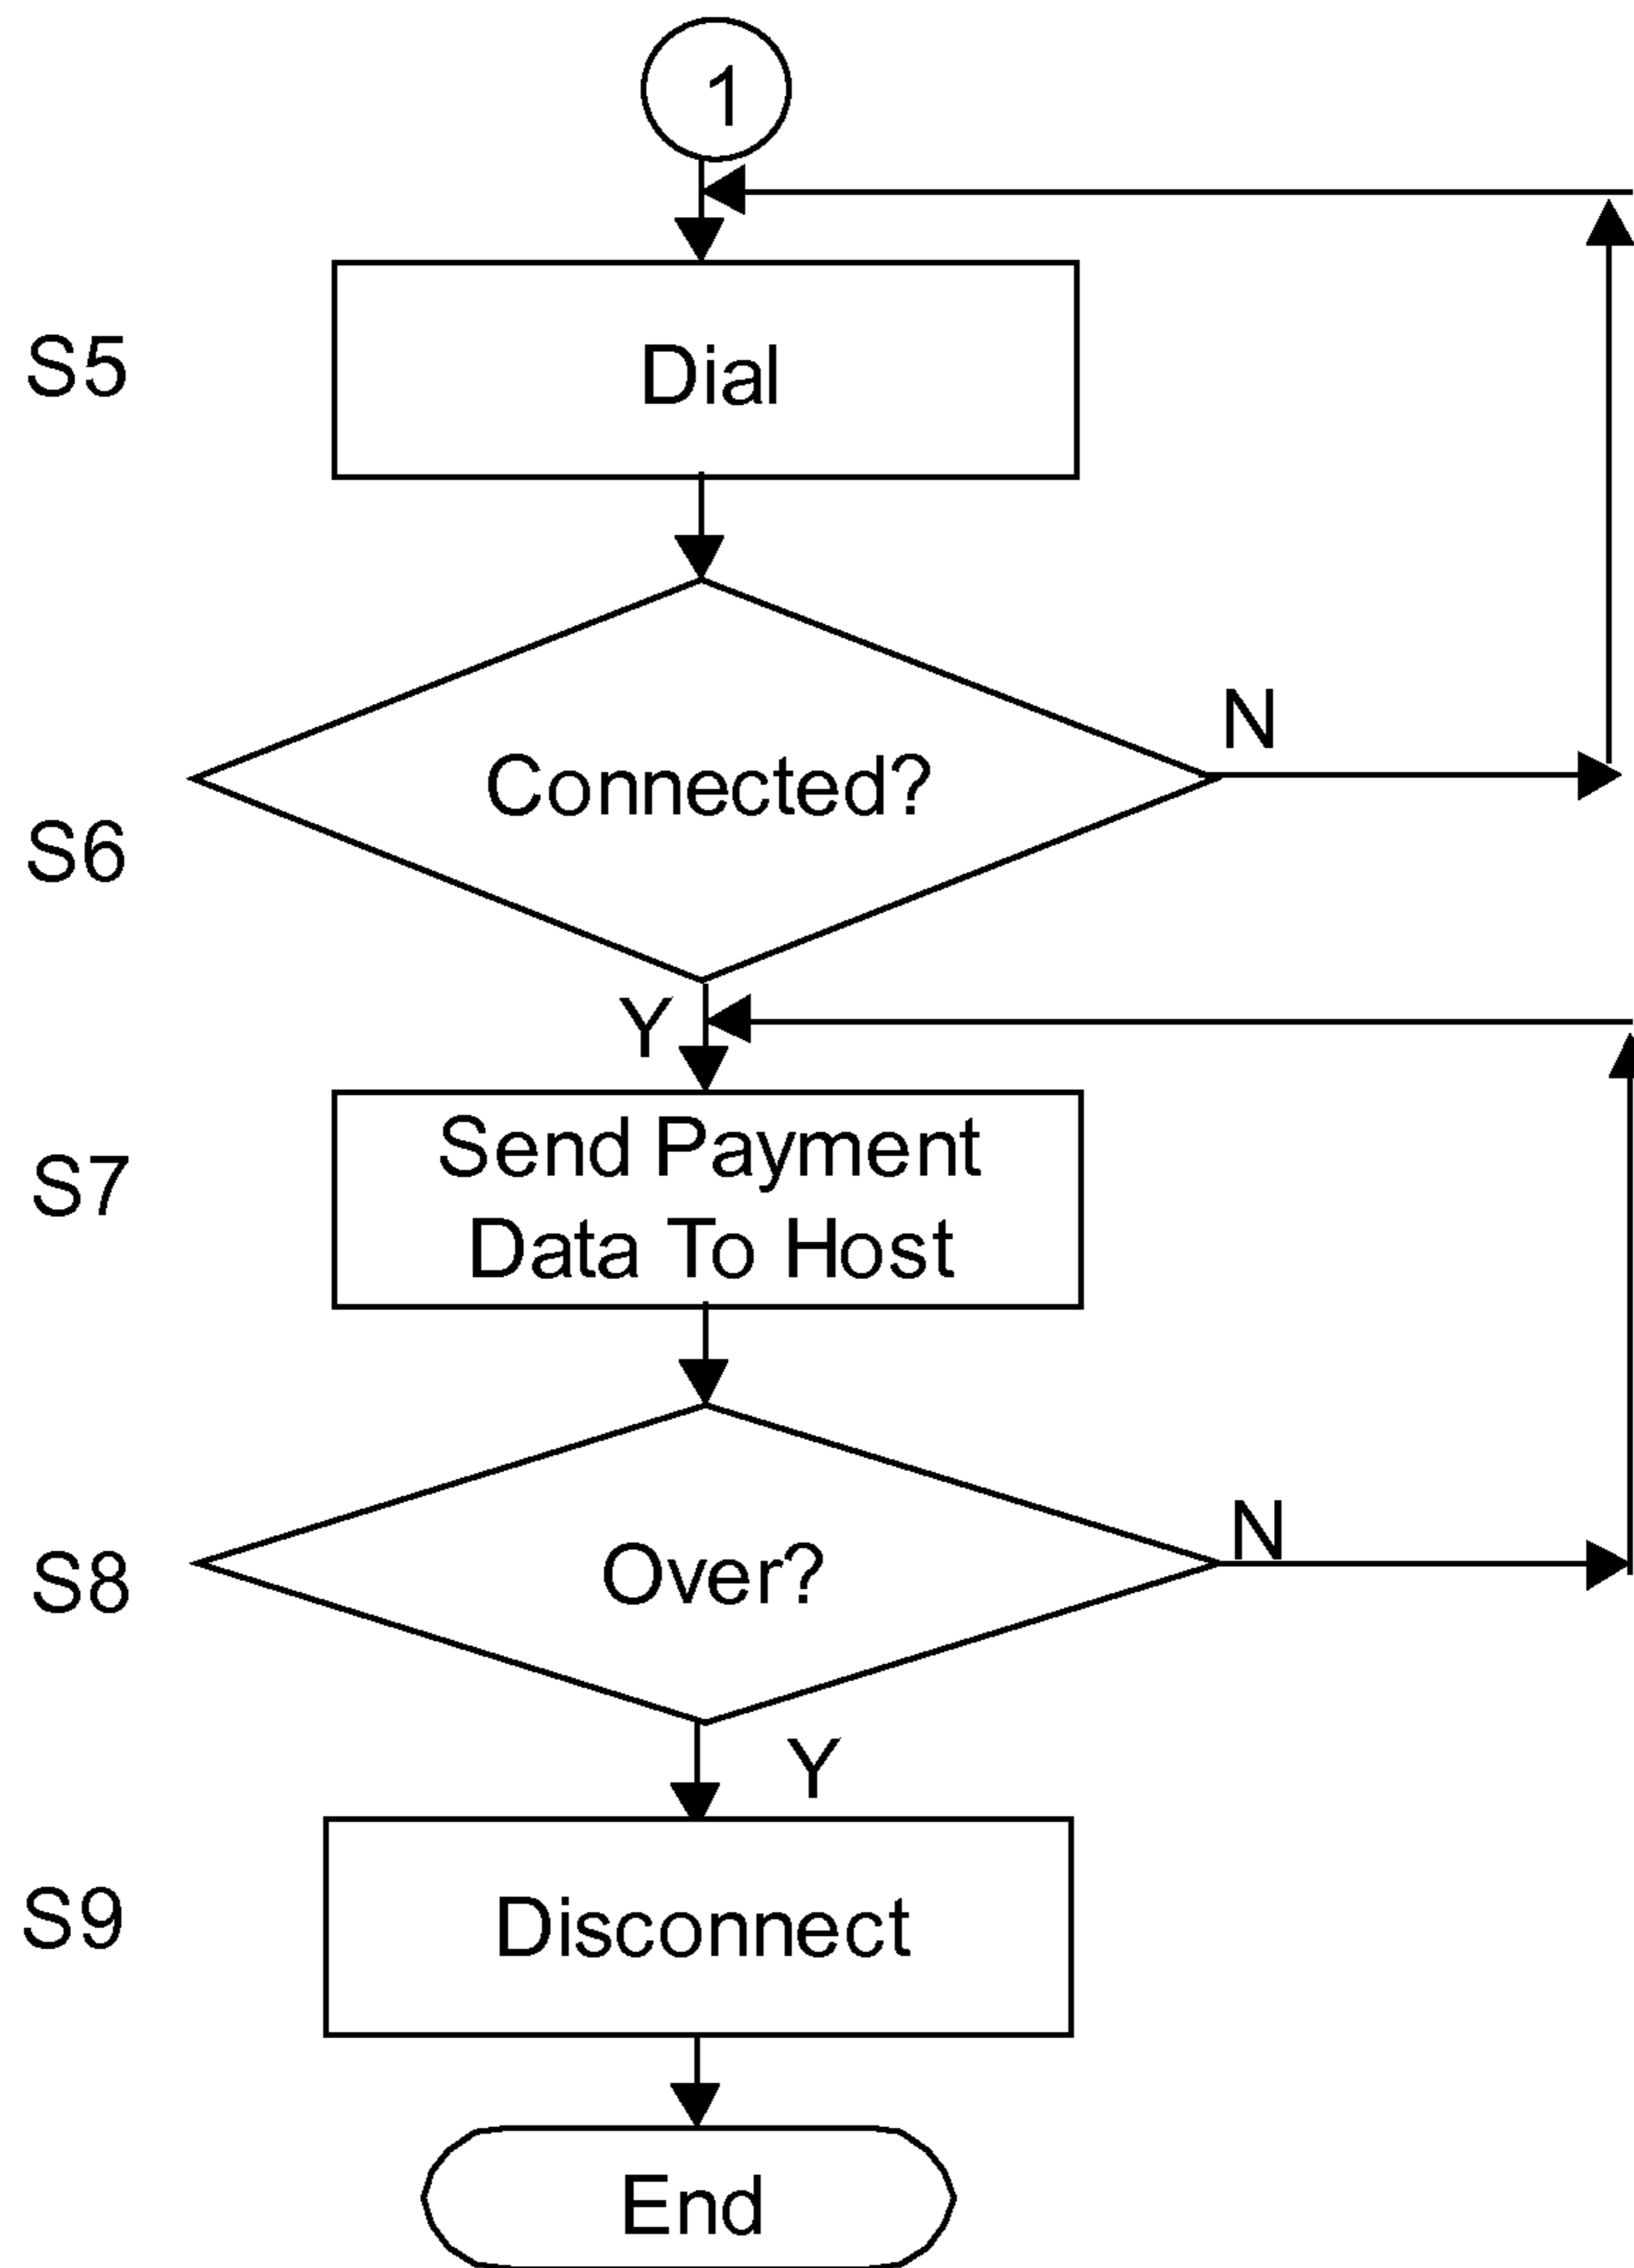 1
S5
Dial
N
Connected?
S6
Y
Send Payment
S7
Data To Host
N
Over?
S8
Y
S9
Disconnect
End